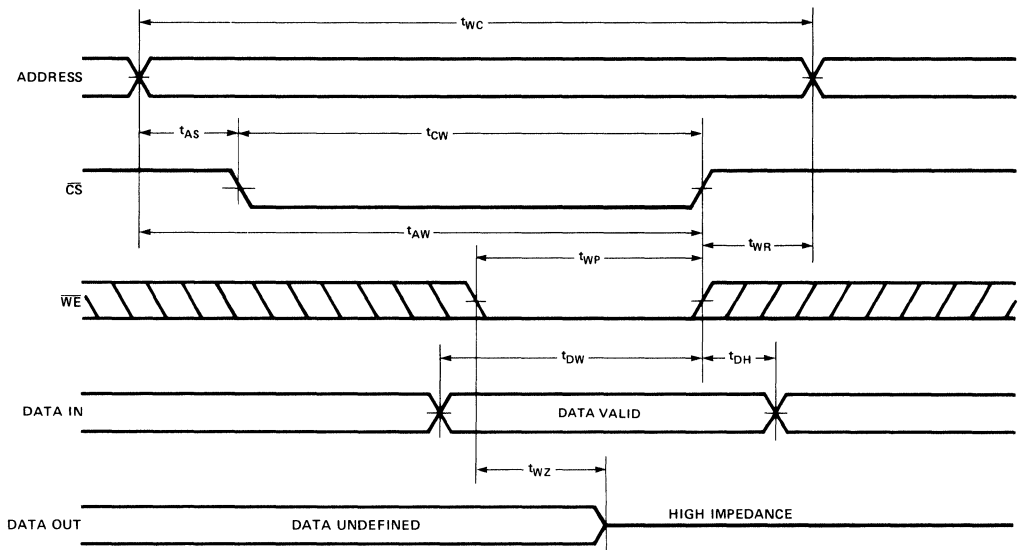 tWC
ADDRESS
tAS
tCW
CS
tAW
tWR
tWP
WE
tDW
tDH
DATA IN
DATA VALID
tWZ
DATA OUT
DATA UNDEFINED
HIGH IMPEDANCE